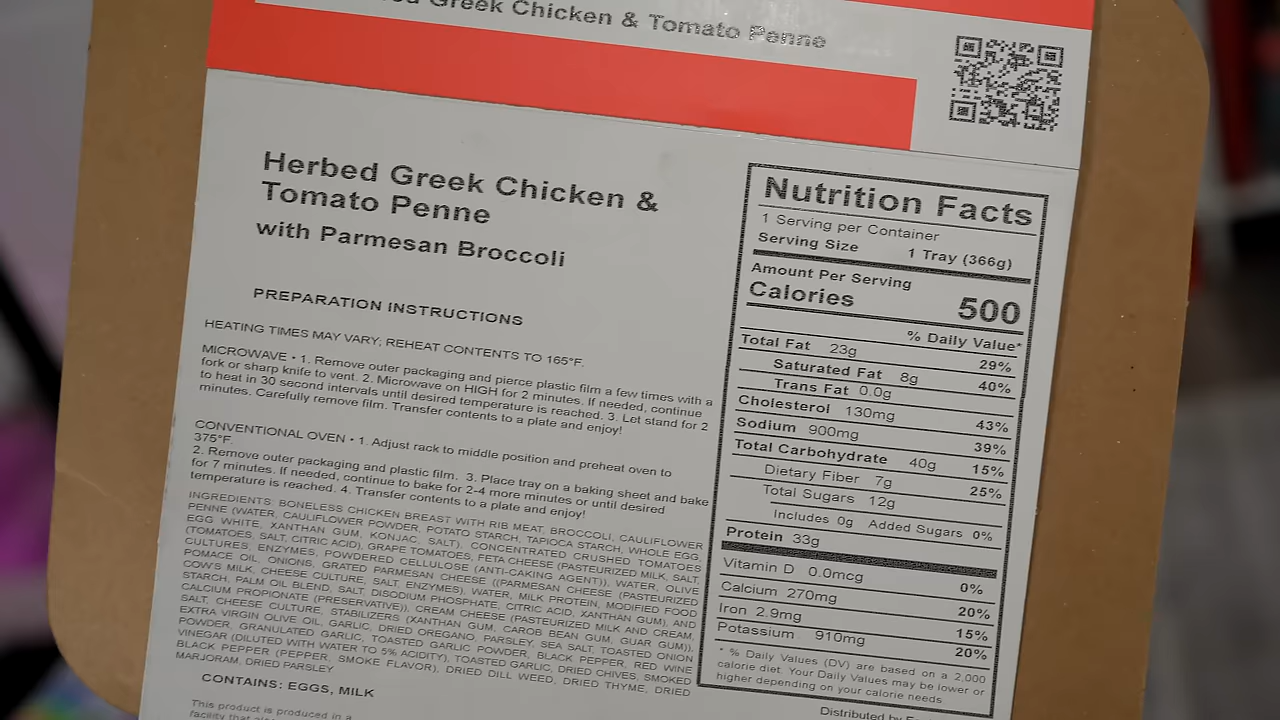 Greek Chicken & Tomato Penne
Herbed Greek Chicken &
Tomato Penne
with Parmesan Broccoli
PREPARATION INSTRUCTIONS
HEATING TIMES MAY VARY; REHEAT CONTENTS TO 165°F.
MICROWAVE • 1. Remove outer packaging and pierce plastic film a few times with a
fork or sharp knife to vent. 2. Microwave on HIGH for 2 minutes. If needed, continue
to heat in 30 second intervals until desired temperature is reached. 3. Let stand for 2
minutes. Carefully remove film. Transfer contents to a plate and enjoy!
CONVENTIONAL OVEN • 1. Adjust rack to middle position and preheat oven to
375°F.
2. Remove outer packaging and plastic film. 3. Place tray on a baking sheet and bake
for 7 minutes. If needed, continue to bake for 2-4 more minutes or until desired
temperature is reached. 4. Transfer contents to a plate and enjoy!
INGREDIENTS: BONELESS CHICKEN BREAST WITH RIB MEAT, BROCCOLI, CAULIFLOWER
PENNE (WATER, CAULIFLOWER POWDER, POTATO STARCH, TAPIOCA STARCH, WHOLE EGG,
EGG WHITE, XANTHAN GUM, KONJAC, SALT), CONCENTRATED CRUSHED TOMATOES
(TOMATOES, SALT, CITRIC ACID), GRAPE TOMATOES, FETA CHEESE (PASTEURIZED MILK, SALT,
CULTURES, ENZYMES, POWDERED CELLULOSE (ANTI-CAKING AGENT)), WATER, OLIVE
POMACE OIL, ONIONS, GRATED PARMESAN CHEESE ((PARMESAN CHEESE (PASTEURIZED
COW'S MILK, CHEESE CULTURE, SALT, ENZYMES), WATER, MILK PROTEIN, MODIFIED FOOD
STARCH, PALM OIL BLEND, SALT, DISODIUM PHOSPHATE, CITRIC ACID, XANTHAN GUM), AND
CALCIUM PROPIONATE (PRESERVATIVE)), CREAM CHEESE (PASTEURIZED MILK AND CREAM,
SALT, CHEESE CULTURE, STABILIZERS (XANTHAN GUM, CAROB BEAN GUM, GUAR GUM)),
EXTRA VIRGIN OLIVE OIL, GARLIC, DRIED OREGANO, PARSLEY, SEA SALT, TOASTED ONION
POWDER, GRANULATED GARLIC, TOASTED GARLIC POWDER, BLACK PEPPER, RED WINE
VINEGAR (DILUTED WITH WATER TO 5% ACIDITY), TOASTED GARLIC, DRIED CHIVES, SMOKED
BLACK PEPPER (PEPPER, SMOKE FLAVOR), DRIED DILL WEED, DRIED THYME, DRIED
MARJORAM, DRIED PARSLEY
CONTAINS: EGGS, MILK
This product is produced in a
facility that
Nutrition Facts
1 Serving per Container
Serving Size 1 Tray (366g)
Amount Per Serving
Calories 500
% Daily Value*
Total Fat 23g 29%
Saturated Fat 8g 40%
Trans Fat 0.0g
Cholesterol 130mg 43%
Sodium 900mg 39%
Total Carbohydrate 40g 15%
Dietary Fiber 7g 25%
Total Sugars 12g
Includes 0g Added Sugars 0%
Protein 33g
Vitamin D 0.0mcg 0%
Calcium 270mg 20%
Iron 2.9mg 15%
Potassium 910mg 20%
* % Daily Values (DV) are based on a 2,000
calorie diet. Your Daily Values may be lower or
higher depending on your calorie needs
Distributed by